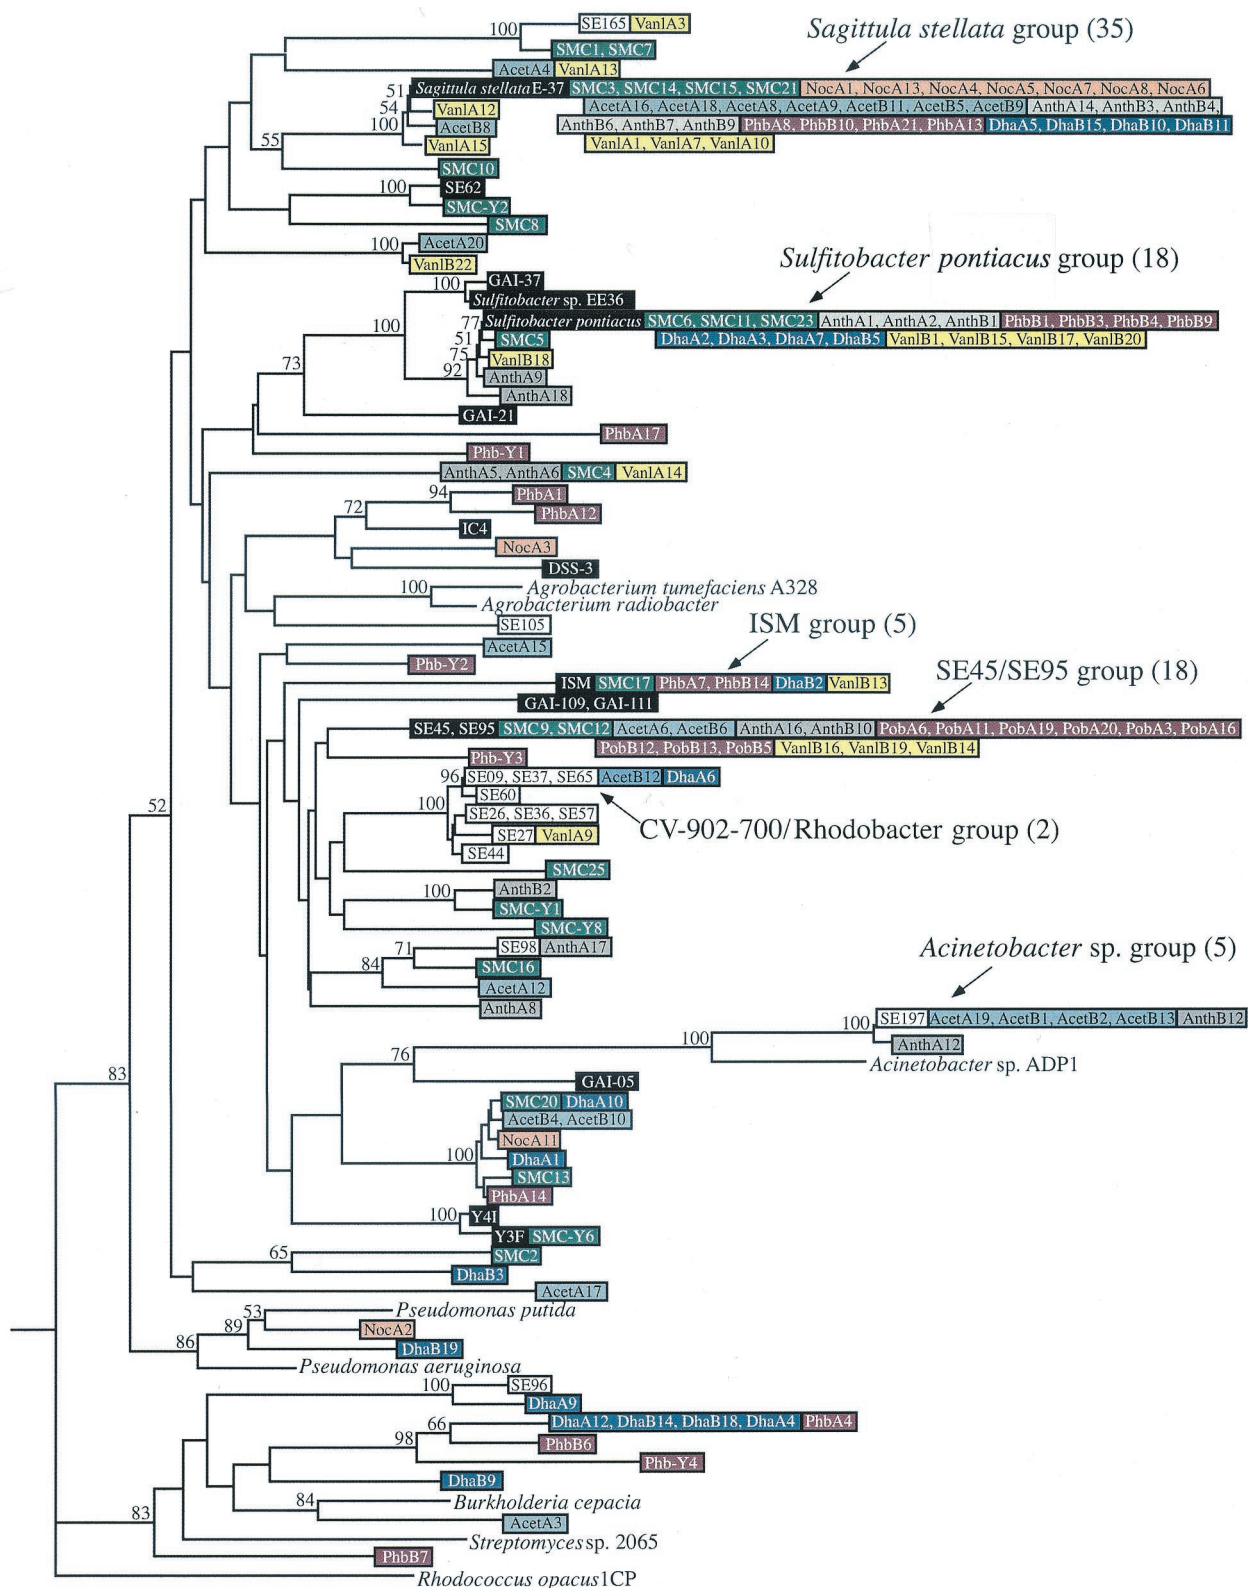 100 SE165 VanlA3
Sagittula stellata group (35)
SMC1, SMC7
AcetA4 VanlA13
51 Sagittula stellata E-37 SMC3, SMC14, SMC15, SMC21 NocA1, NocA13, NocA4, NocA5, NocA7, NocA8, NocA6
54 VanlA12 AcetA16, AcetA18, AcetA8, AcetA9, AcetB11, AcetB5, AcetB9 AnthA14, AnthB3, AnthB4,
100 AcetB8 AnthB6, AnthB7, AnthB9 PhbA8, PhbB10, PhbA21, PhbA13 DhaA5, DhaB15, DhaB10, DhaB11
55 VanlA15 VanlA1, VanlA7, VanlA10
SMC10
100 SE62
SMC-Y2
SMC8
100 AcetA20
VanlB22
Sulfitobacter pontiacus group (18)
100 GAI-37
Sulfitobacter sp. EE36
100 77 Sulfitobacter pontiacus SMC6, SMC11, SMC23 AnthA1, AnthA2, AnthB1 PhbB1, PhbB3, PhbB4, PhbB9
51 SMC5 DhaA2, DhaA3, DhaA7, DhaB5 VanlB1, VanlB15, VanlB17, VanlB20
73 75 VanlB18
92 AnthA9
AnthA18
GAI-21
PhbA17
Phb-Y1
AnthA5, AnthA6 SMC4 VanlA14
94 PhbA1
72 PhbA12
IC4
NocA3
DSS-3
100 Agrobacterium tumefaciens A328
Agrobacterium radiobacter
SE105
ISM group (5)
AcetA15
Phb-Y2
SE45/SE95 group (18)
ISM SMC17 PhbA7, PhbB14 DhaB2 VanlB13
GAI-109, GAI-111
SE45, SE95 SMC9, SMC12 AcetA6, AcetB6 AnthA16, AnthB10 PobA6, PobA11, PobA19, PobA20, PobA3, PobA16
PobB12, PobB13, PobB5 VanlB16, VanlB19, VanlB14
Phb-Y3
96 SE09, SE37, SE65 AcetB12 DhaA6
SE60
52 100 SE26, SE36, SE57
CV-902-700/Rhodobacter group (2)
SE27 VanlA9
SE44
SMC25
100 AnthB2
SMC-Y1
SMC-Y8
71 SE98 AnthA17
Acinetobacter sp. group (5)
84 SMC16
AcetA12
AnthA8
100 SE197 AcetA19, AcetB1, AcetB2, AcetB13 AnthB12
100 AnthA12
76 Acinetobacter sp. ADP1
83 GAI-05
SMC20 DhaA10
AcetB4, AcetB10
NocA11
100 DhaA1
SMC13
PhbA14
100 Y4I
Y3F SMC-Y6
65 SMC2
DhaB3
AcetA17
53 Pseudomonas putida
89 NocA2
86 DhaB19
Pseudomonas aeruginosa
100 SE96
DhaA9
66 DhaA12, DhaB14, DhaB18, DhaA4 PhbA4
98 PhbB6
Phb-Y4
DhaB9
84 Burkholderia cepacia
83 AcetA3
Streptomyces sp. 2065
PhbB7
Rhodococcus opacus 1CP